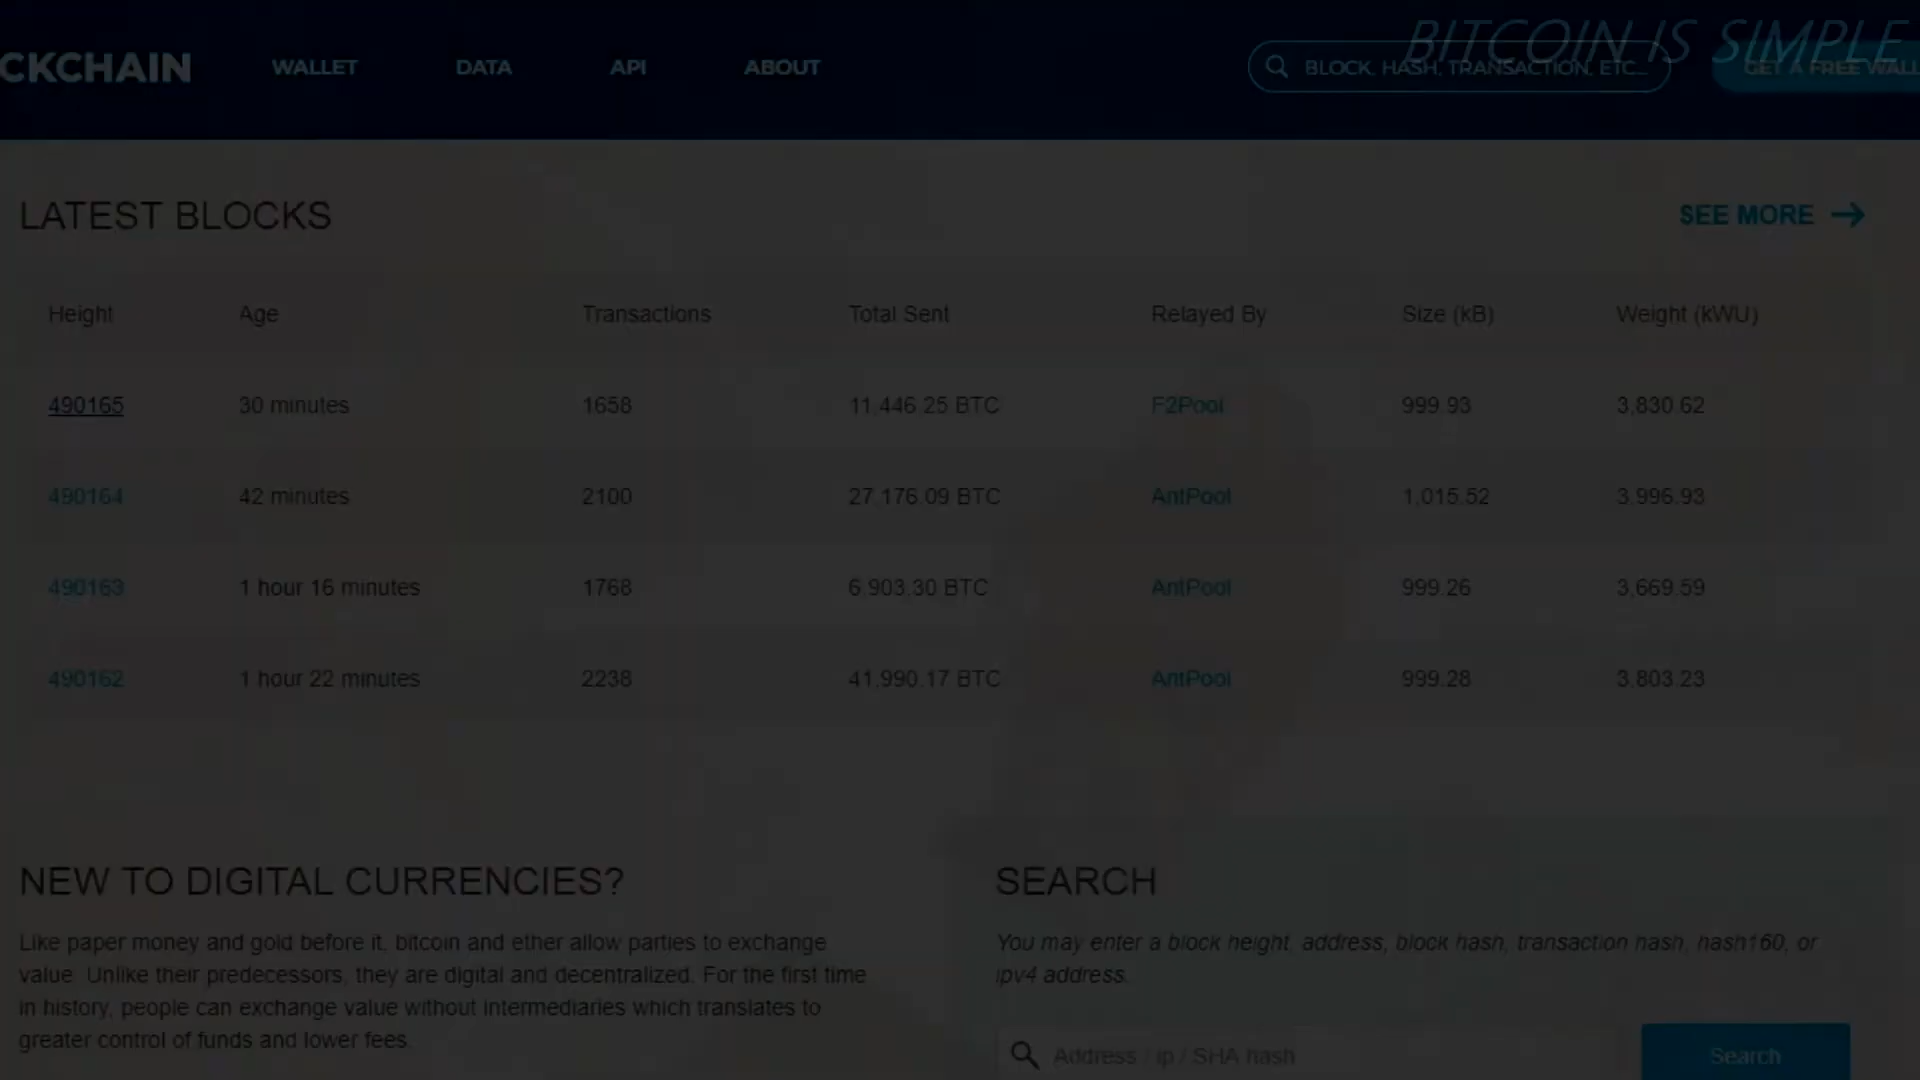 BITCOIN IS SIMPLE
CKCHAIN WALLET DATA API ABOUT BLOCK, HASH, TRANSACTION, ETC... GET A FREE WALL
LATEST BLOCKS SEE MORE →
Height Age Transactions Total Sent Relayed By Size (kB) Weight (kWU)
490165 30 minutes 1658 11,446.25 BTC F2Pool 999.93 3,830.62
490164 42 minutes 2100 27,176.09 BTC AntPool 1,015.52 3,996.93
490163 1 hour 16 minutes 1768 6,903.30 BTC AntPool 999.26 3,669.59
490162 1 hour 22 minutes 2238 41,990.17 BTC AntPool 999.28 3,803.23
NEW TO DIGITAL CURRENCIES?
Like paper money and gold before it, bitcoin and ether allow parties to exchange
value. Unlike their predecessors, they are digital and decentralized. For the first time
in history, people can exchange value without intermediaries which translates to
greater control of funds and lower fees.
SEARCH
You may enter a block height, address, block hash, transaction hash, hash160, or
ipv4 address.
Address / ip / SHA hash Search